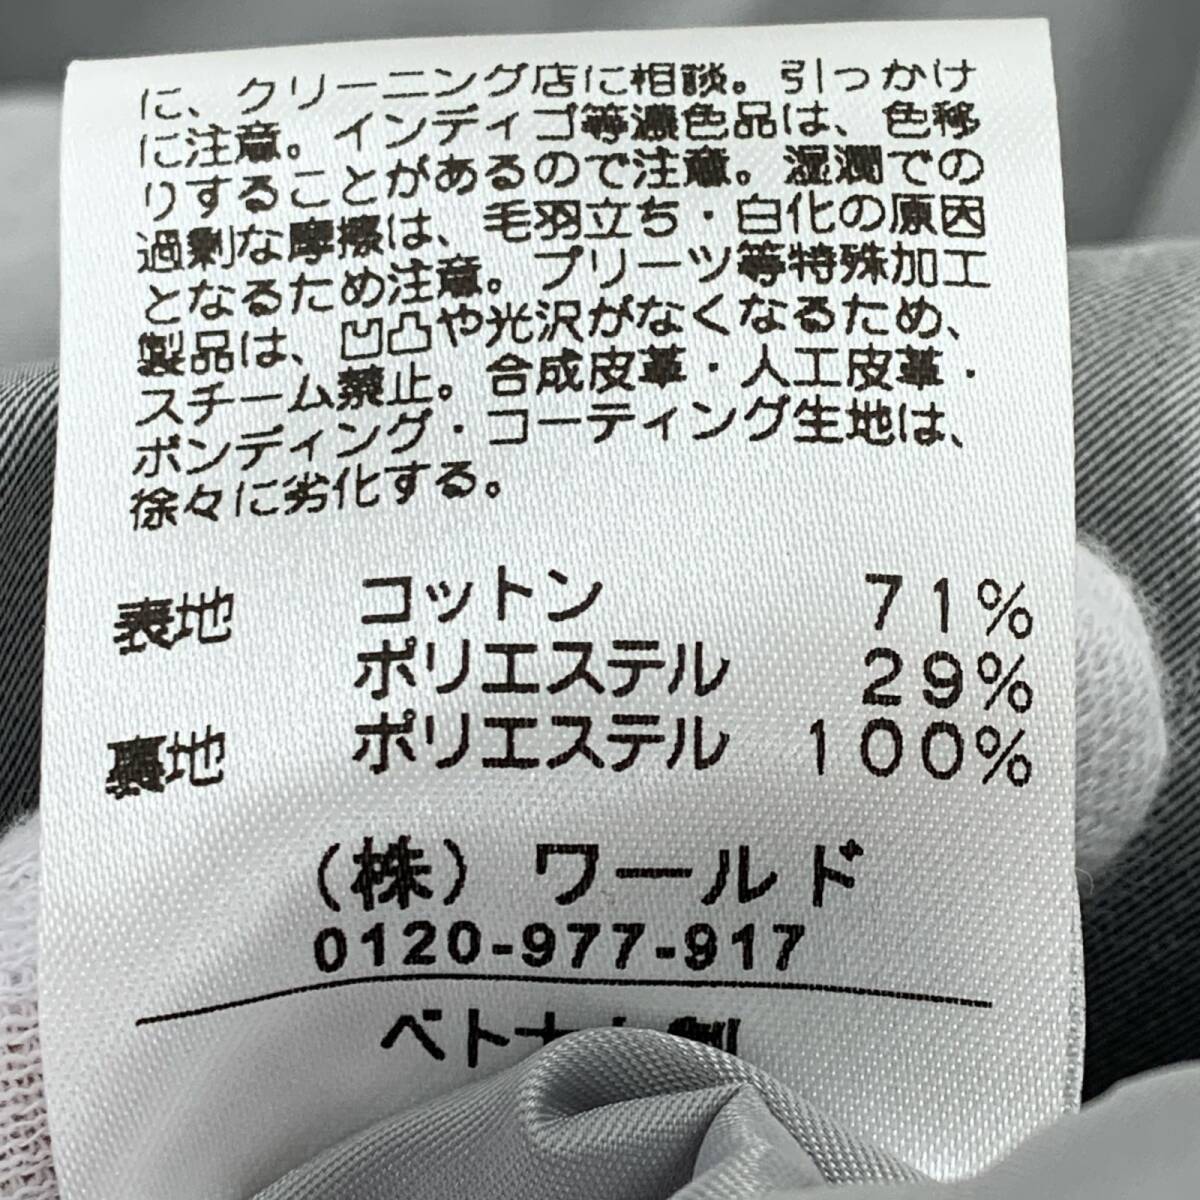 に、クリーニング店に相談。引っかけ
に注意。インディゴ等濃色品は、色移
りすることがあるので注意。湿潤での
過剰な摩擦は、毛羽立ち・白化の原因
となるため注意。プリーツ等特殊加工
製品は、凹凸や光沢がなくなるため、
スチーム禁止。合成皮革・人工皮革・
ボンディング・コーティング生地は、
徐々に劣化する。
表地 コットン 71%
ポリエステル 29%
裏地 ポリエステル 100%
(株) ワールド
0120-977-917
ベトナム製